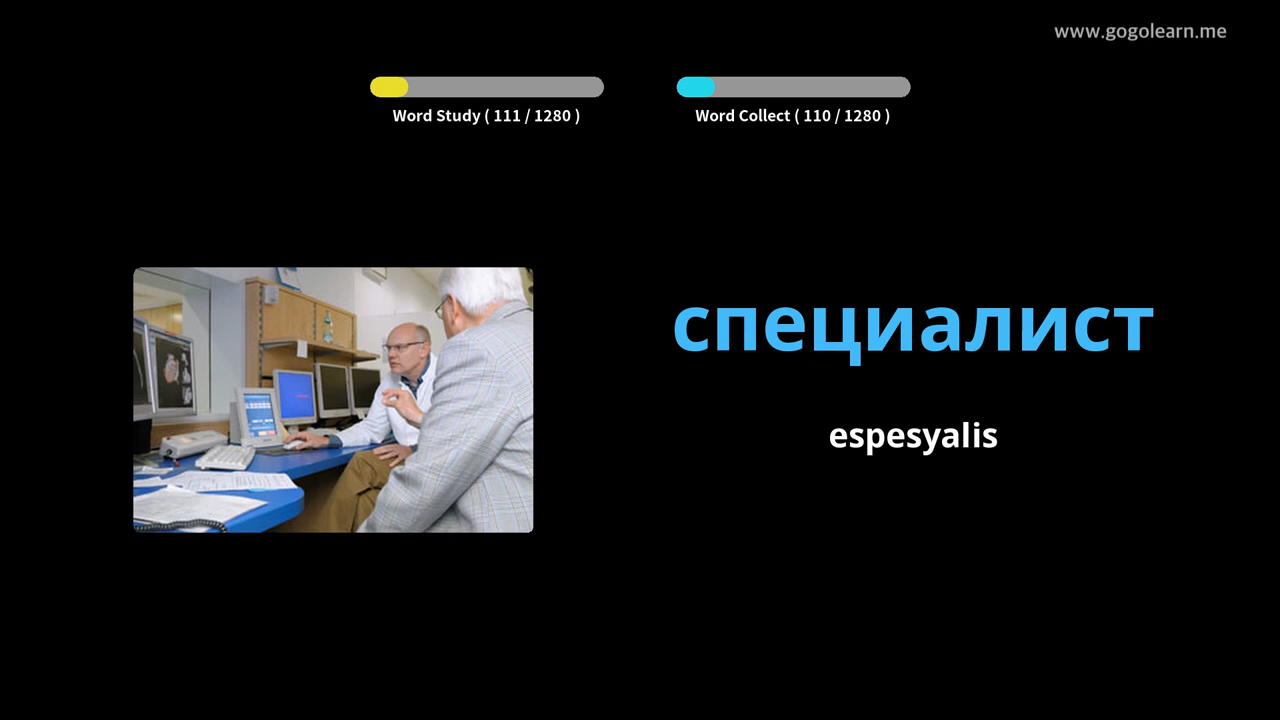 www.gogolearn.me
Word Study ( 111 / 1280 )
Word Collect ( 110 / 1280 )
специалист
espesyalis